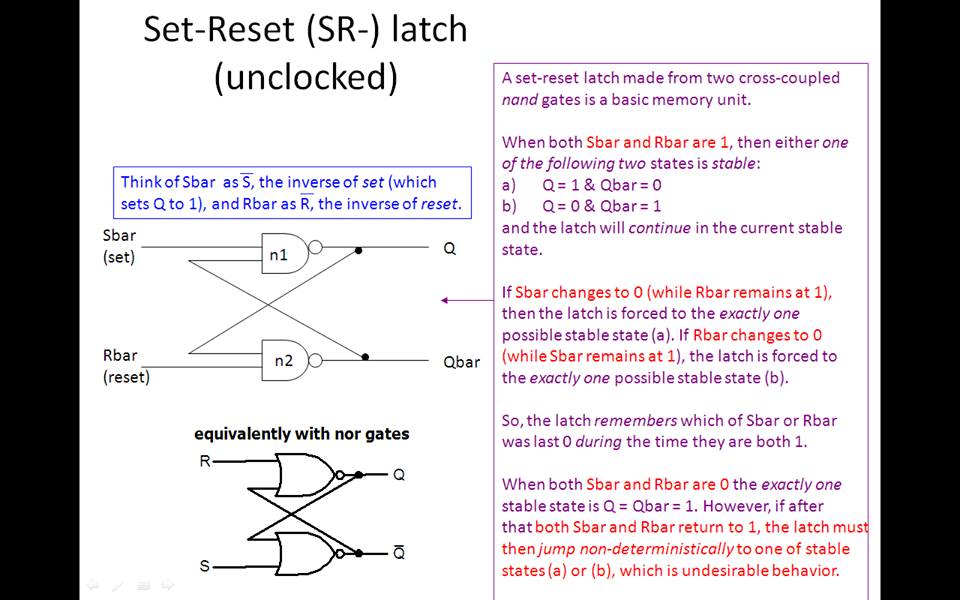 Set-Reset (SR-) latch
(unclocked)
Think of Sbar as S̅, the inverse of set (which
sets Q to 1), and Rbar as R̅, the inverse of reset.
Sbar
(set)
n1
Q
Rbar
(reset)
n2
Qbar
equivalently with nor gates
R
Q
S
Q̅
A set-reset latch made from two cross-coupled
nand gates is a basic memory unit.
When both Sbar and Rbar are 1, then either one
of the following two states is stable:
a) Q = 1 & Qbar = 0
b) Q = 0 & Qbar = 1
and the latch will continue in the current stable
state.
If Sbar changes to 0 (while Rbar remains at 1),
then the latch is forced to the exactly one
possible stable state (a). If Rbar changes to 0
(while Sbar remains at 1), the latch is forced to
the exactly one possible stable state (b).
So, the latch remembers which of Sbar or Rbar
was last 0 during the time they are both 1.
When both Sbar and Rbar are 0 the exactly one
stable state is Q = Qbar = 1. However, if after
that both Sbar and Rbar return to 1, the latch must
then jump non-deterministically to one of stable
states (a) or (b), which is undesirable behavior.